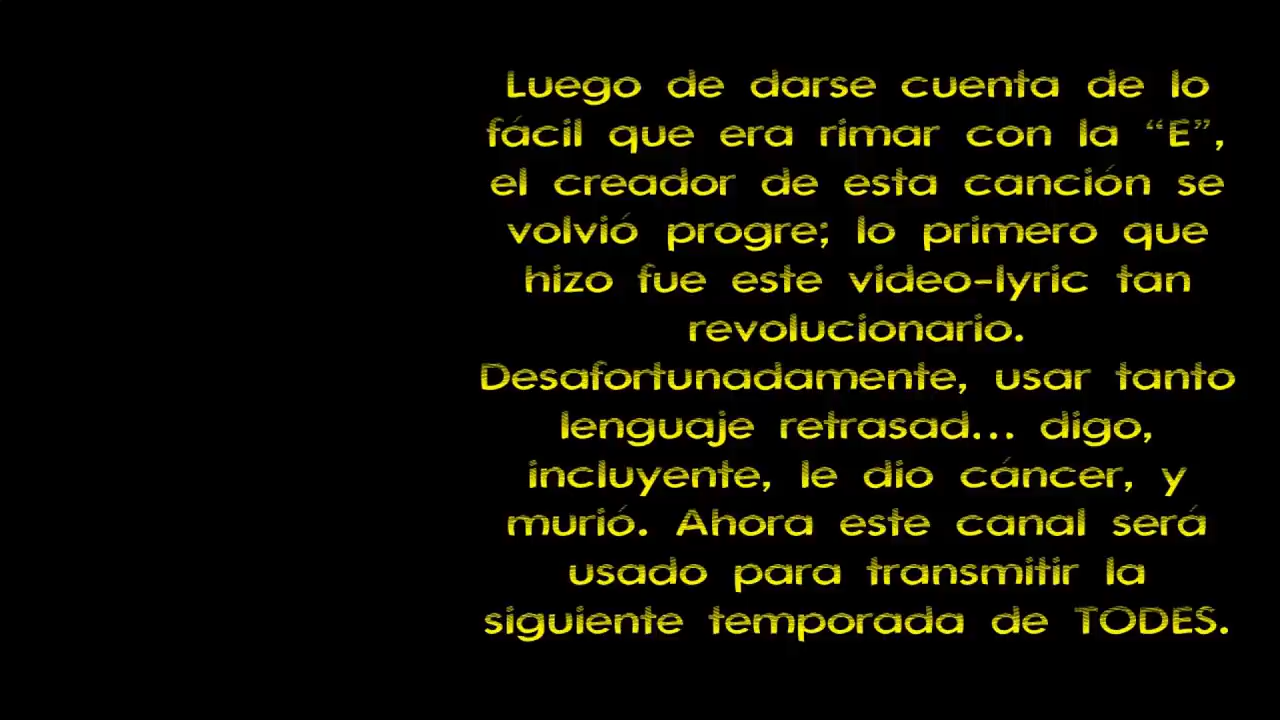 Luego de darse cuenta de lo
fácil que era rimar con la “E”,
el creador de esta canción se
volvió progre; lo primero que
hizo fue este video-lyric tan
revolucionario.
Desafortunadamente, usar tanto
lenguaje retrasad... digo,
incluyente, le dio cáncer, y
murió. Ahora este canal será
usado para transmitir la
siguiente temporada de TODES.